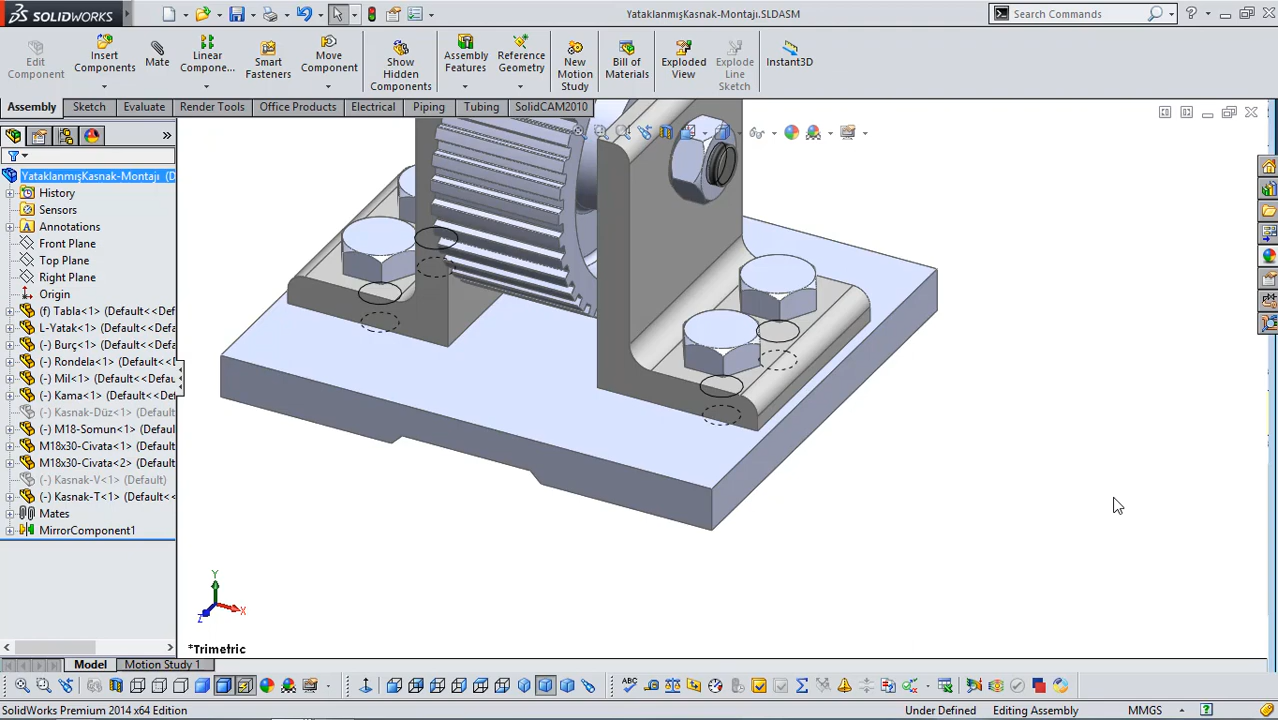 SOLIDWORKS
YataklanmışKasnak-Montajı.SLDASM
Search Commands
Edit Component
Insert Components
Mate
Linear Compone...
Smart Fasteners
Move Component
Show Hidden Components
Assembly Features
Reference Geometry
New Motion Study
Bill of Materials
Exploded View
Explode Line Sketch
Instant3D
Assembly
Sketch
Evaluate
Render Tools
Office Products
Electrical
Piping
Tubing
SolidCAM2010
YataklanmışKasnak-Montajı (D
History
Sensors
Annotations
Front Plane
Top Plane
Right Plane
Origin
(f) Tabla<1> (Default<<De
L-Yatak<1> (Default<<Def
(-) Burç<1> (Default<<Def
(-) Rondela<1> (Default<<D
(-) Mil<1> (Default<<Defau
(-) Kama<1> (Default<<Def
(-) Kasnak-Düz<1> (Default
(-) M18-Somun<1> (Default
M18x30-Civata<1> (Default
M18x30-Civata<2> (Default
(-) Kasnak-V<1> (Default)
(-) Kasnak-T<1> (Default<<
Mates
MirrorComponent1
Y
X
Z
*Trimetric
Model
Motion Study 1
SolidWorks Premium 2014 x64 Edition
Under Defined
Editing Assembly
MMGS